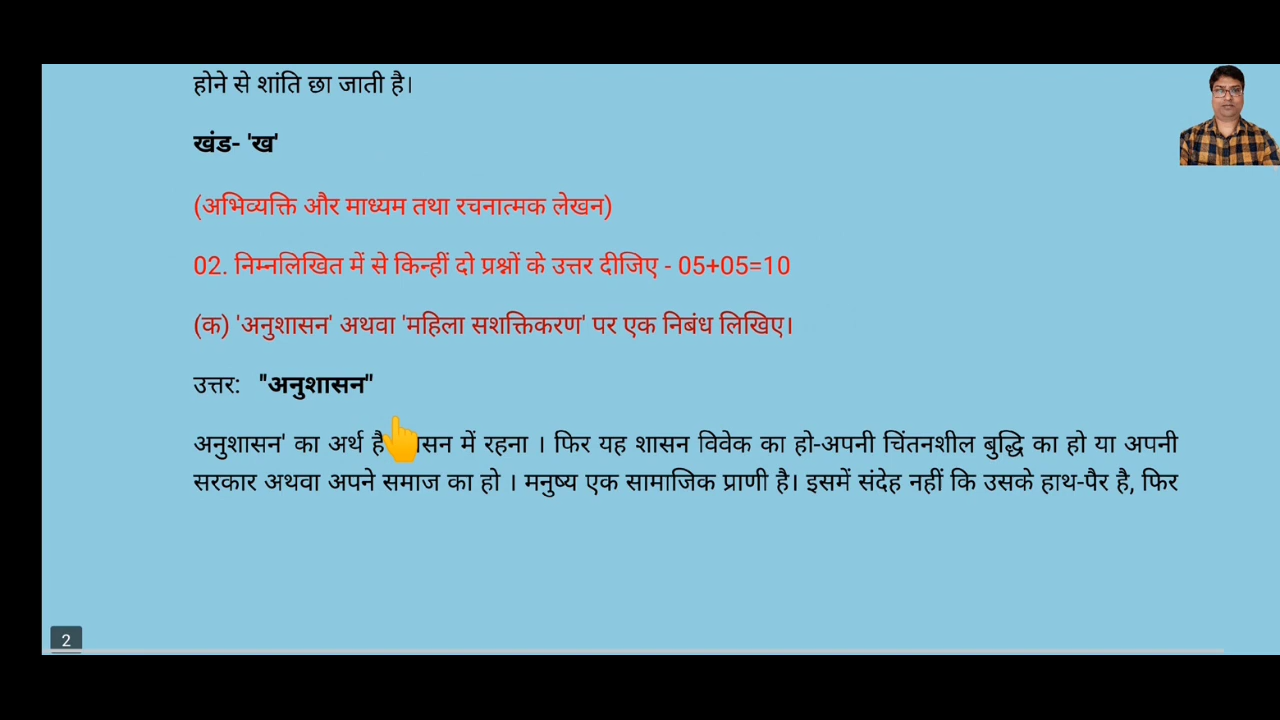 होने से शांति छा जाती है।
खंड- 'ख'
(अभिव्यक्ति और माध्यम तथा रचनात्मक लेखन)
02. निम्नलिखित में से किन्हीं दो प्रश्नों के उत्तर दीजिए - 05+05=10
(क) 'अनुशासन' अथवा 'महिला सशक्तिकरण' पर एक निबंध लिखिए।
उत्तर: "अनुशासन"
अनुशासन' का अर्थ है में रहना । फिर यह शासन विवेक का हो-अपनी चिंतनशील बुद्धि का हो या अपनी
सरकार अथवा अपने समाज का हो । मनुष्य एक सामाजिक प्राणी है। इसमें संदेह नहीं कि उसके हाथ-पैर है, फिर
2